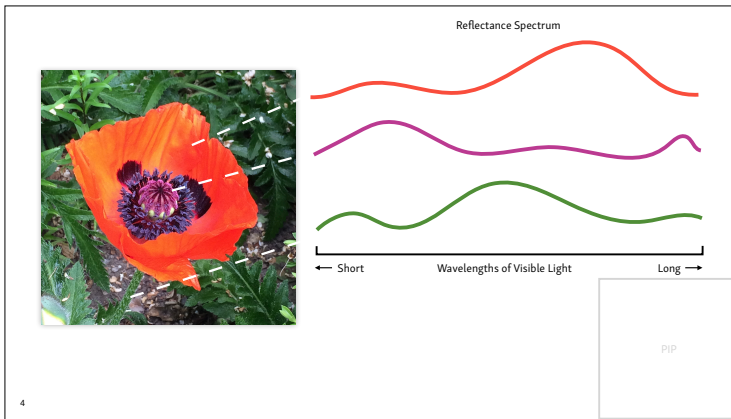 Reflectance Spectrum
← Short Wavelengths of Visible Light Long →
PIP
4